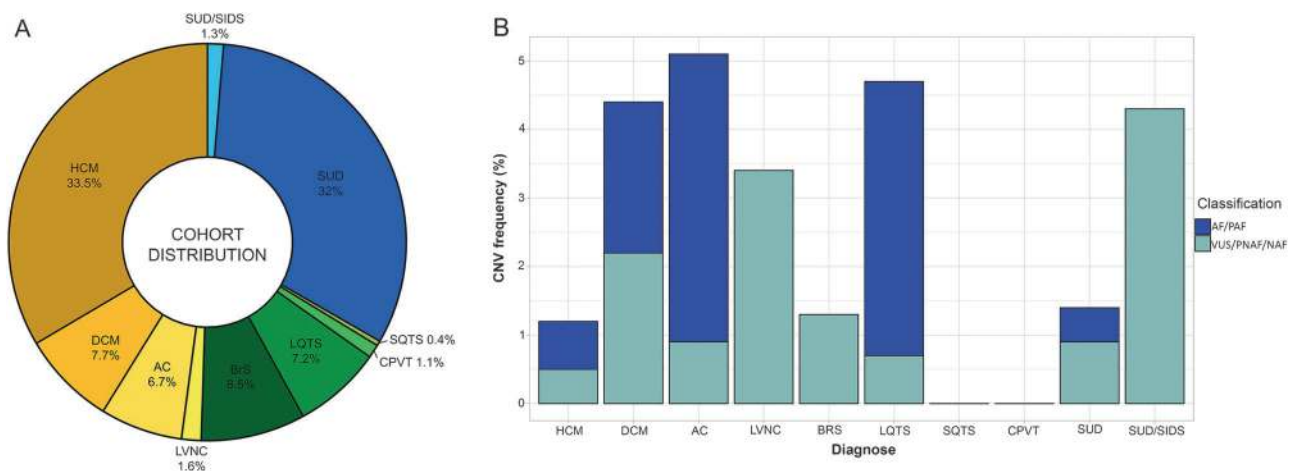 A
SUD/SIDS
1.3%
HCM
33.5%
SUD
32%
COHORT
DISTRIBUTION
SQTS 0.4%
CPVT 1.1%
LQTS
7.2%
BrS
8.5%
AC
6.7%
DCM
7.7%
LVNC
1.6%
B
CNV frequency (%)
5
4
3
2
1
0
HCM DCM AC LVNC BRS LQTS SQTS CPVT SUD SUD/SIDS
Diagnose
Classification
AF/PAF
VUS/PNAF/NAF